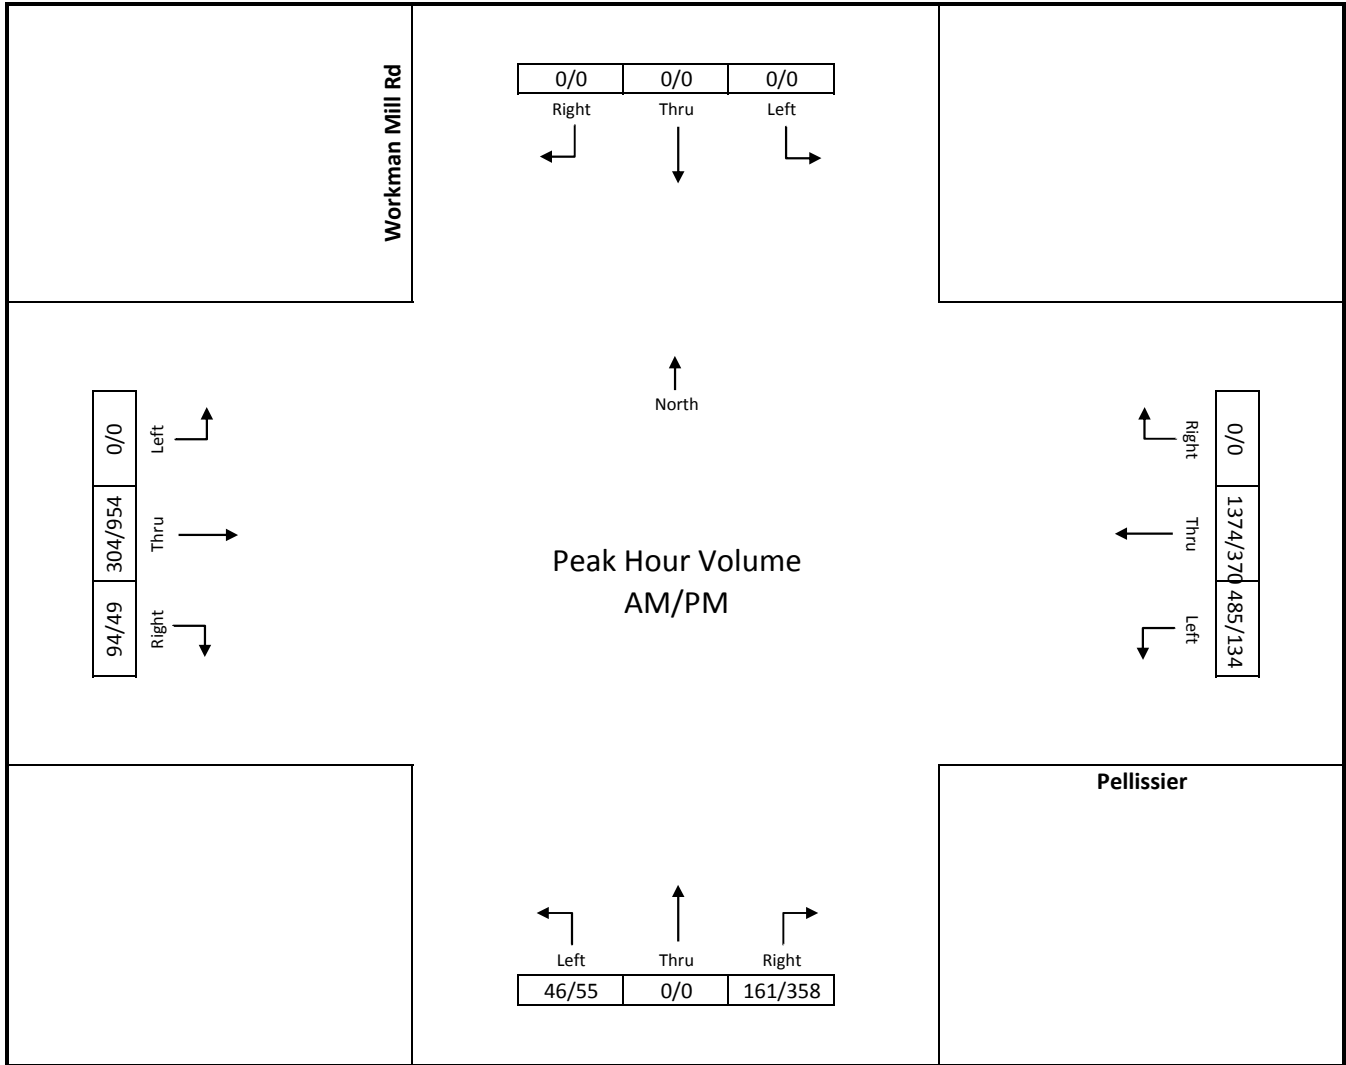 Workman Mill Rd
0/0 0/0 0/0
Right Thru Left
North
0/0 Left
304/954 Thru
94/49 Right
Right 0/0
Thru 1374/370
Left 485/134
Peak Hour Volume
AM/PM
Pellissier
Left Thru Right
46/55 0/0 161/358